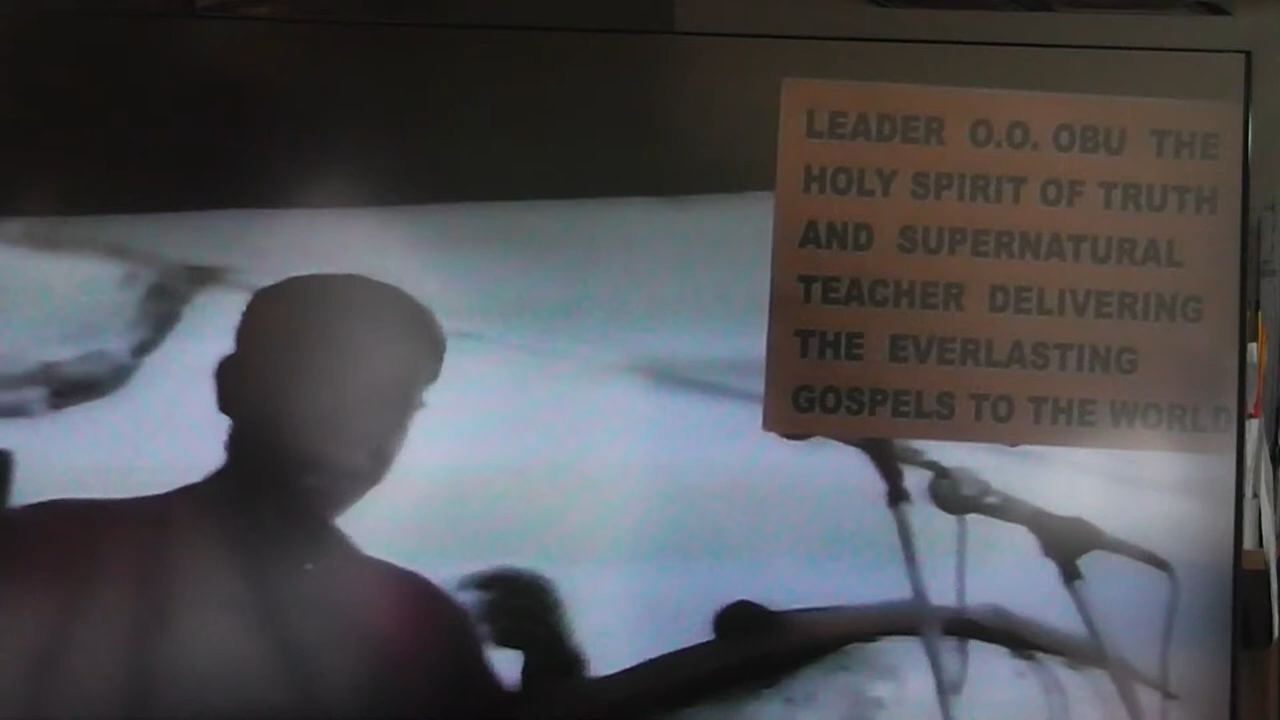 LEADER O.O. OBU THE
HOLY SPIRIT OF TRUTH
AND SUPERNATURAL
TEACHER DELIVERING
THE EVERLASTING
GOSPELS TO THE WORLD